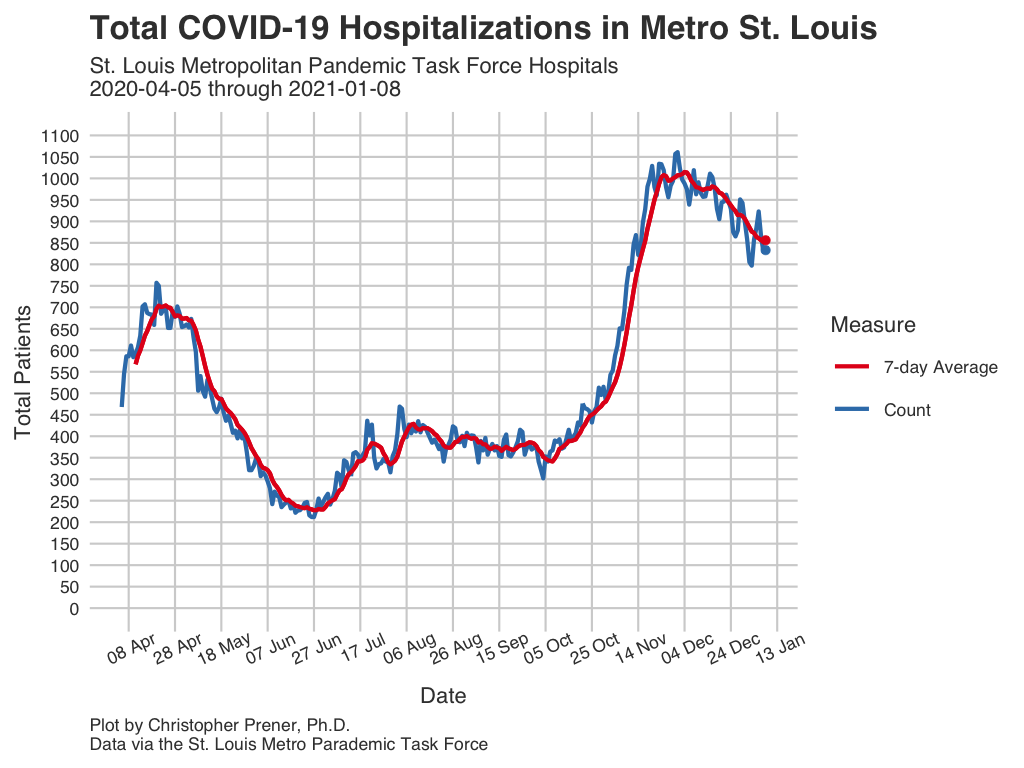 Total COVID-19 Hospitalizations in Metro St. Louis
St. Louis Metropolitan Pandemic Task Force Hospitals
2020-04-05 through 2021-01-08
Total Patients
1100
1050
1000
950
900
850
800
750
700
650
600
550
500
450
400
350
300
250
200
150
100
50
0
08 Apr
28 Apr
18 May
07 Jun
27 Jun
17 Jul
06 Aug
26 Aug
15 Sep
05 Oct
25 Oct
14 Nov
04 Dec
24 Dec
13 Jan
Date
Measure
7-day Average
Count
Plot by Christopher Prener, Ph.D.
Data via the St. Louis Metro Parademic Task Force